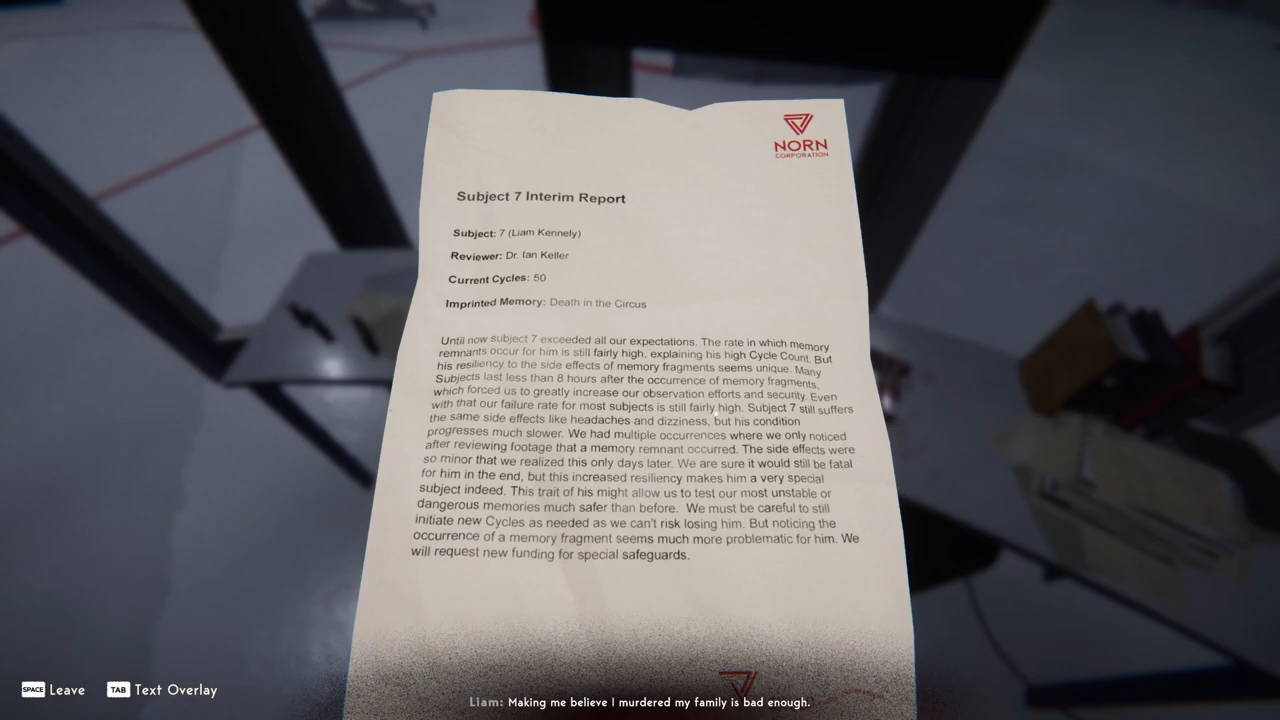 NORN
CORPORATION
Subject 7 Interim Report
Subject: 7 (Liam Kennely)
Reviewer: Dr. Ian Keller
Current Cycles: 50
Imprinted Memory: Death in the Circus
Until now subject 7 exceeded all our expectations. The rate in which memory
remnants occur for him is still fairly high, explaining his high Cycle Count. But
his resiliency to the side effects of memory fragments seems unique. Many
Subjects last less than 8 hours after the occurrence of memory fragments,
which forced us to greatly increase our observation efforts and security. Even
with that our failure rate for most subjects is still fairly high. Subject 7 still suffers
the same side effects like headaches and dizziness, but his condition
progresses much slower. We had multiple occurrences where we only noticed
after reviewing footage that a memory remnant occurred. The side effects were
so minor that we realized this only days later. We are sure it would still be fatal
for him in the end, but this increased resiliency makes him a very special
subject indeed. This trait of his might allow us to test our most unstable or
dangerous memories much safer than before. We must be careful to still
initiate new Cycles as needed as we can't risk losing him. But noticing the
occurrence of a memory fragment seems much more problematic for him. We
will request new funding for special safeguards.
SPACE Leave TAB Text Overlay
Liam: Making me believe I murdered my family is bad enough.